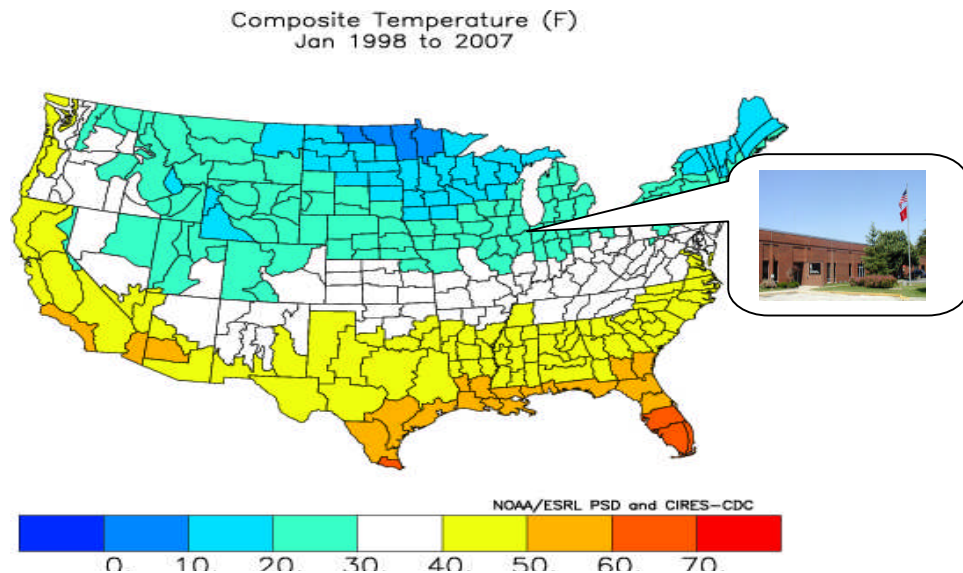 Composite Temperature (F)
Jan 1998 to 2007
NOAA/ESRL PSD and CIRES-CDC
0. 10. 20. 30. 40. 50. 60. 70.